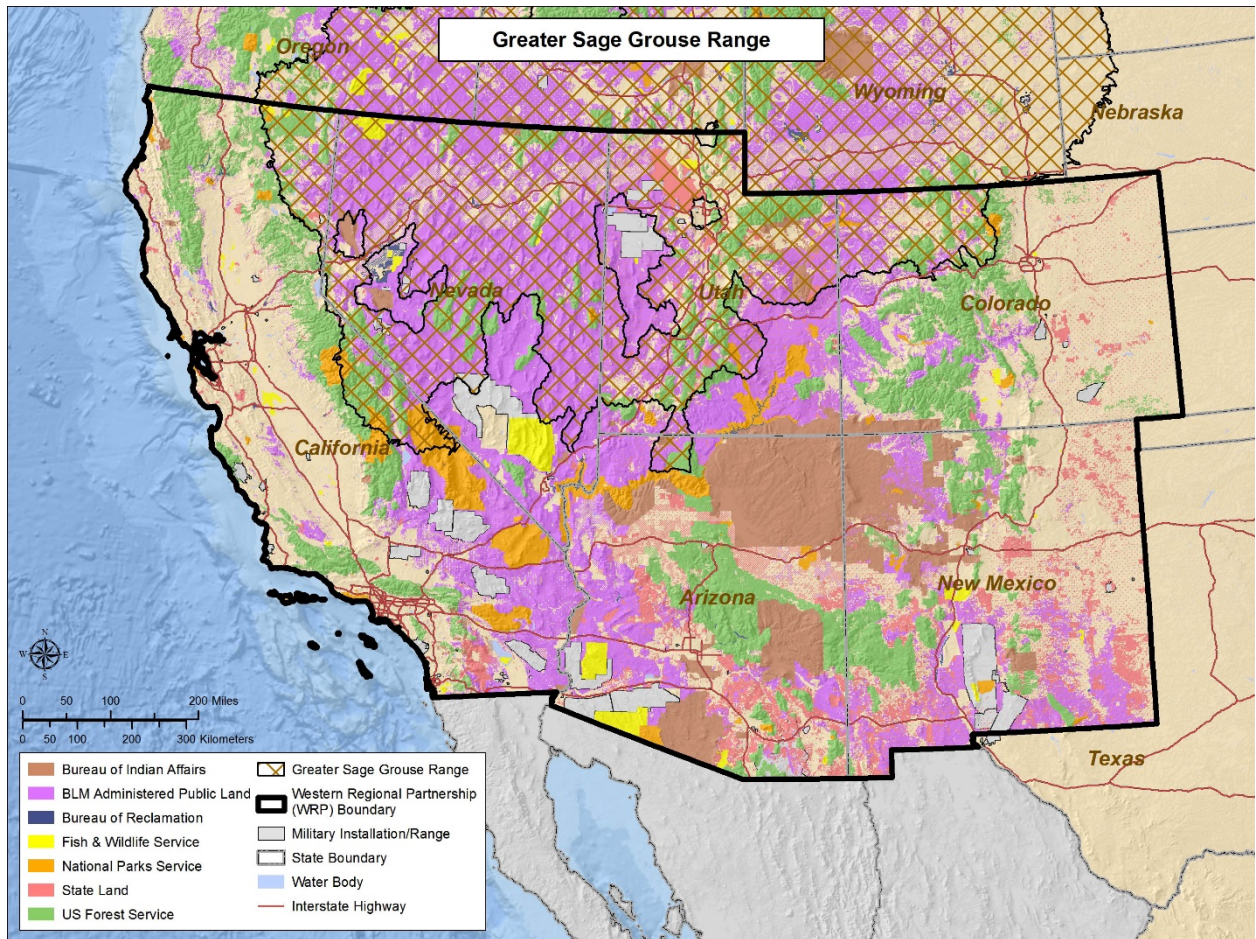 Greater Sage Grouse Range
Oregon
Wyoming
Nebraska
Nevada
Utah
Colorado
California
Arizona
New Mexico
Texas
N
W E
S
0 50 100 200 Miles
0 50 100 200 300 Kilometers
Bureau of Indian Affairs
BLM Administered Public Land
Bureau of Reclamation
Fish & Wildlife Service
National Parks Service
State Land
US Forest Service
Greater Sage Grouse Range
Western Regional Partnership
(WRP) Boundary
Military Installation/Range
State Boundary
Water Body
Interstate Highway